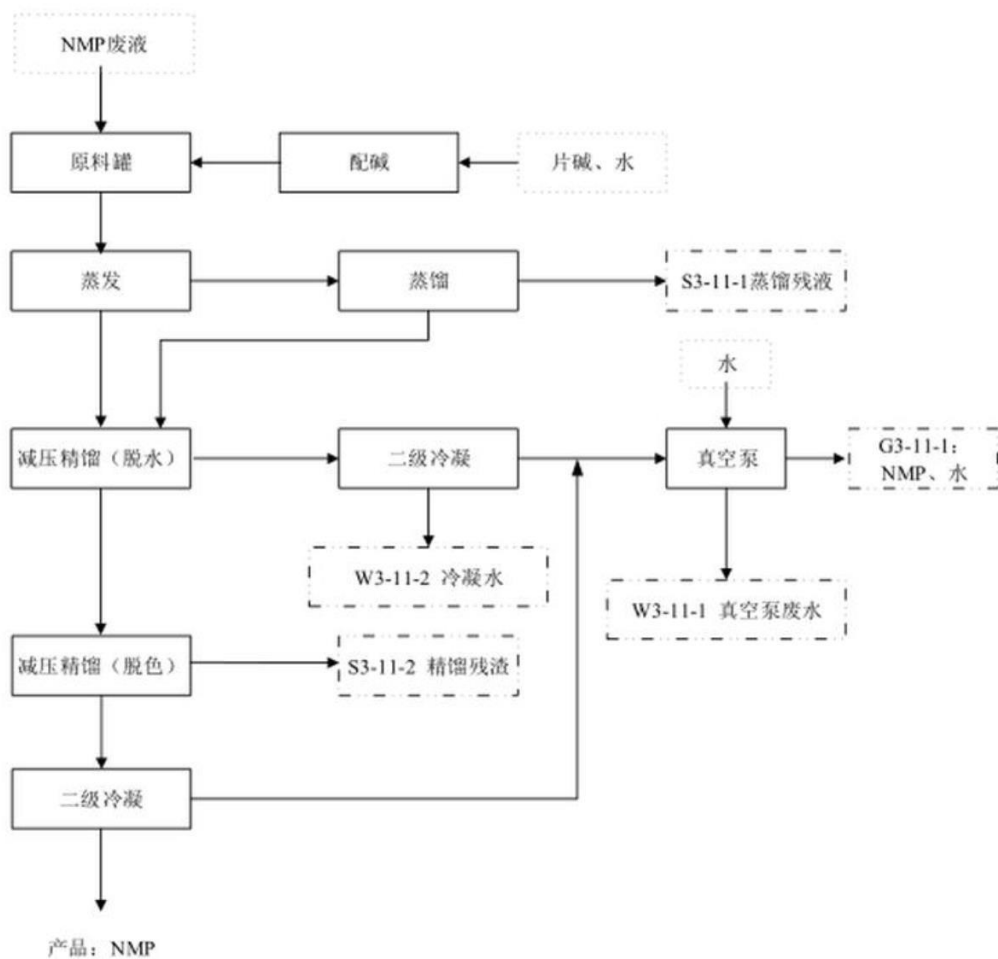 NMP废液
原料罐
配碱
片碱、水
蒸发
蒸馏
S3-11-1蒸馏残液
水
减压精馏（脱水）
二级冷凝
真空泵
G3-11-1：
NMP、水
W3-11-2 冷凝水
W3-11-1 真空泵废水
减压精馏（脱色）
S3-11-2 精馏残渣
二级冷凝
产品：NMP